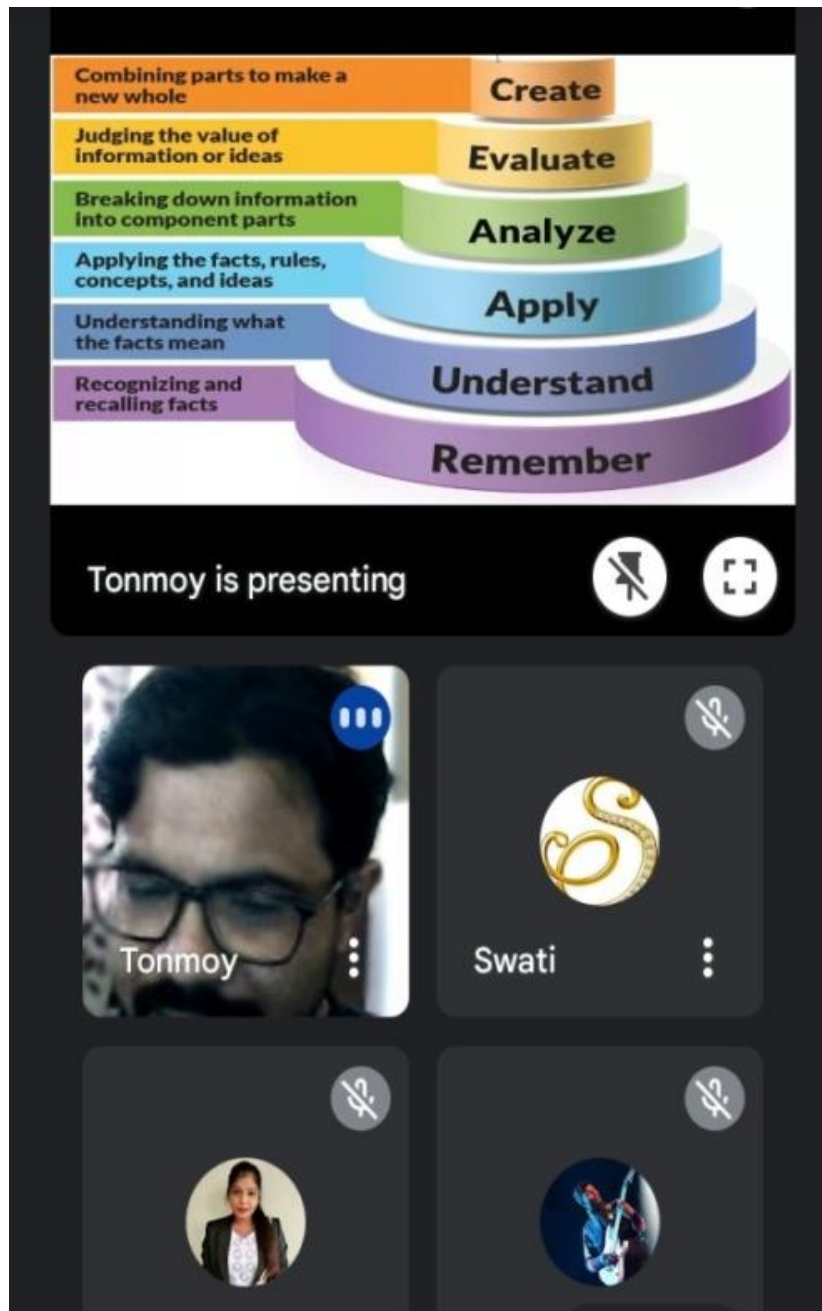 Combining parts to make a
new whole
Create
Judging the value of
information or ideas
Evaluate
Breaking down information
into component parts
Analyze
Applying the facts, rules,
concepts, and ideas
Apply
Understanding what
the facts mean
Understand
Recognizing and
recalling facts
Remember
Tonmoy is presenting
Tonmoy
Swati